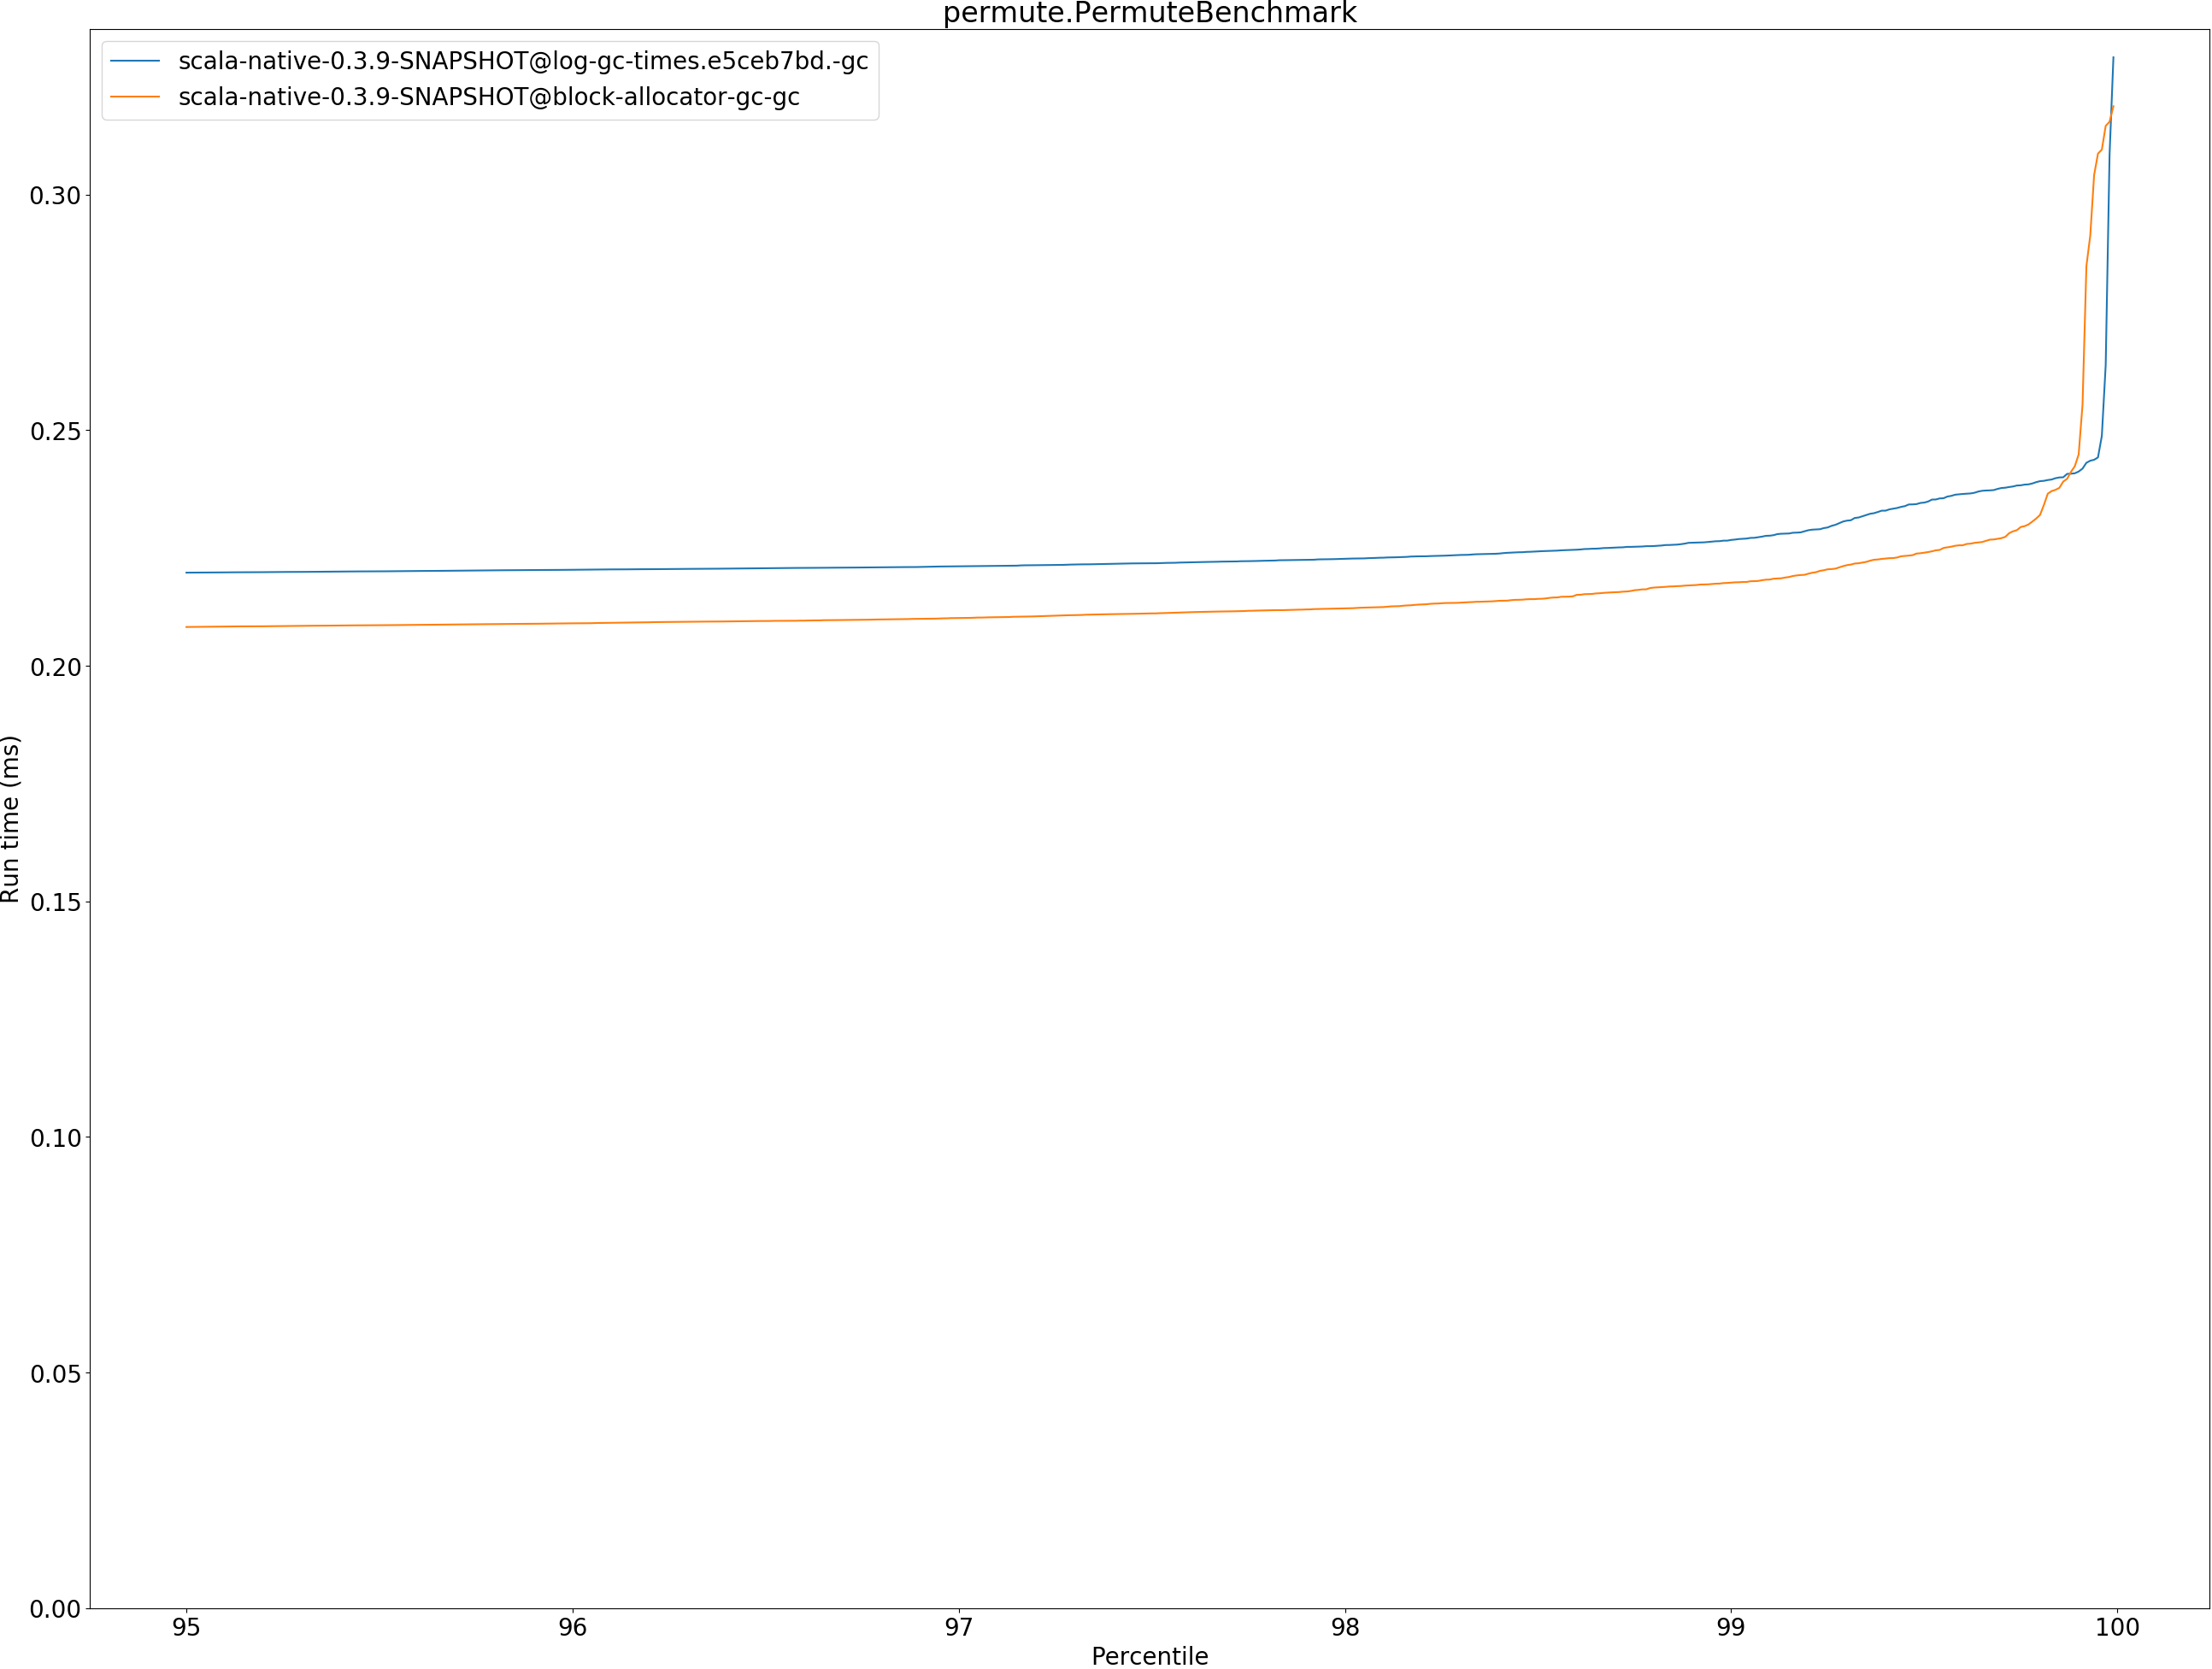 permute.PermuteBenchmark
scala-native-0.3.9-SNAPSHOT@log-gc-times.e5ceb7bd.-gc
scala-native-0.3.9-SNAPSHOT@block-allocator-gc-gc
Run time (ms)
0.30
0.25
0.20
0.15
0.10
0.05
0.00
95 96 97 98 99 100
Percentile